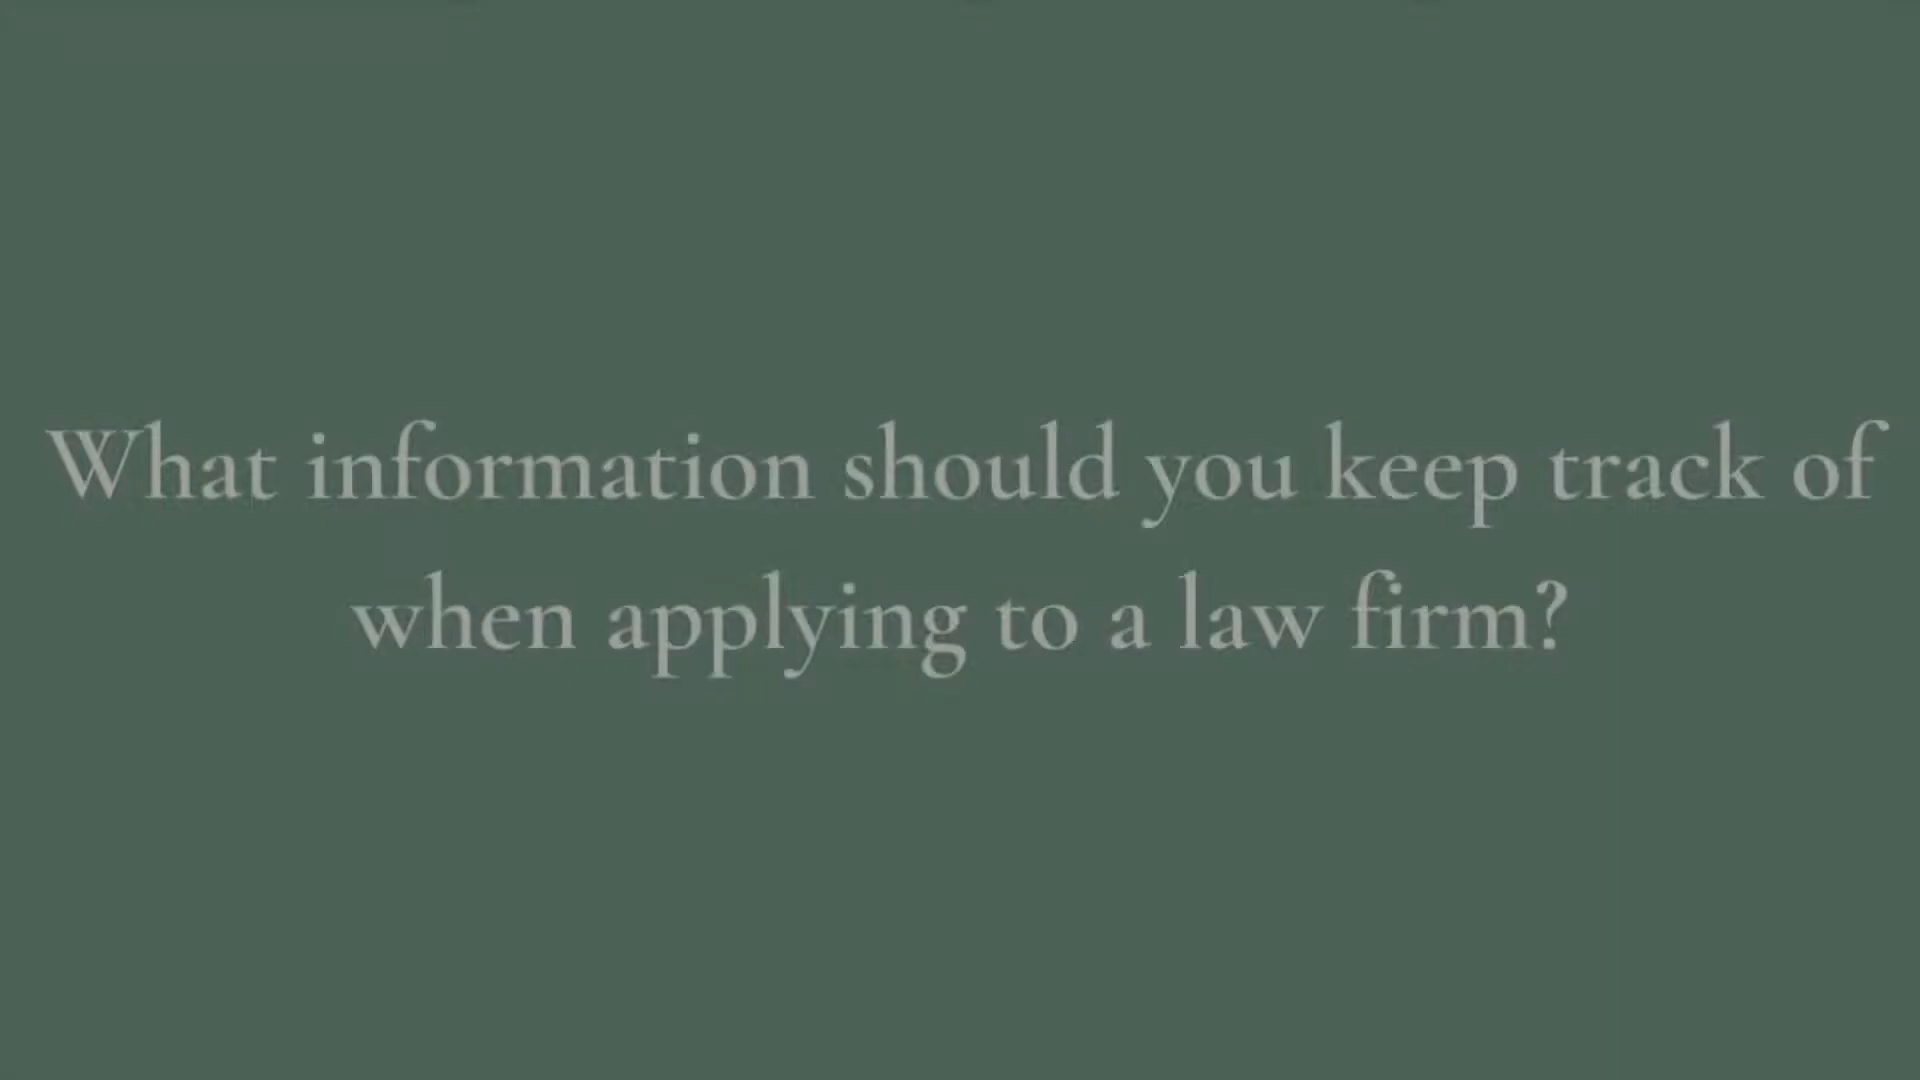 What information should you keep track of
when applying to a law firm?